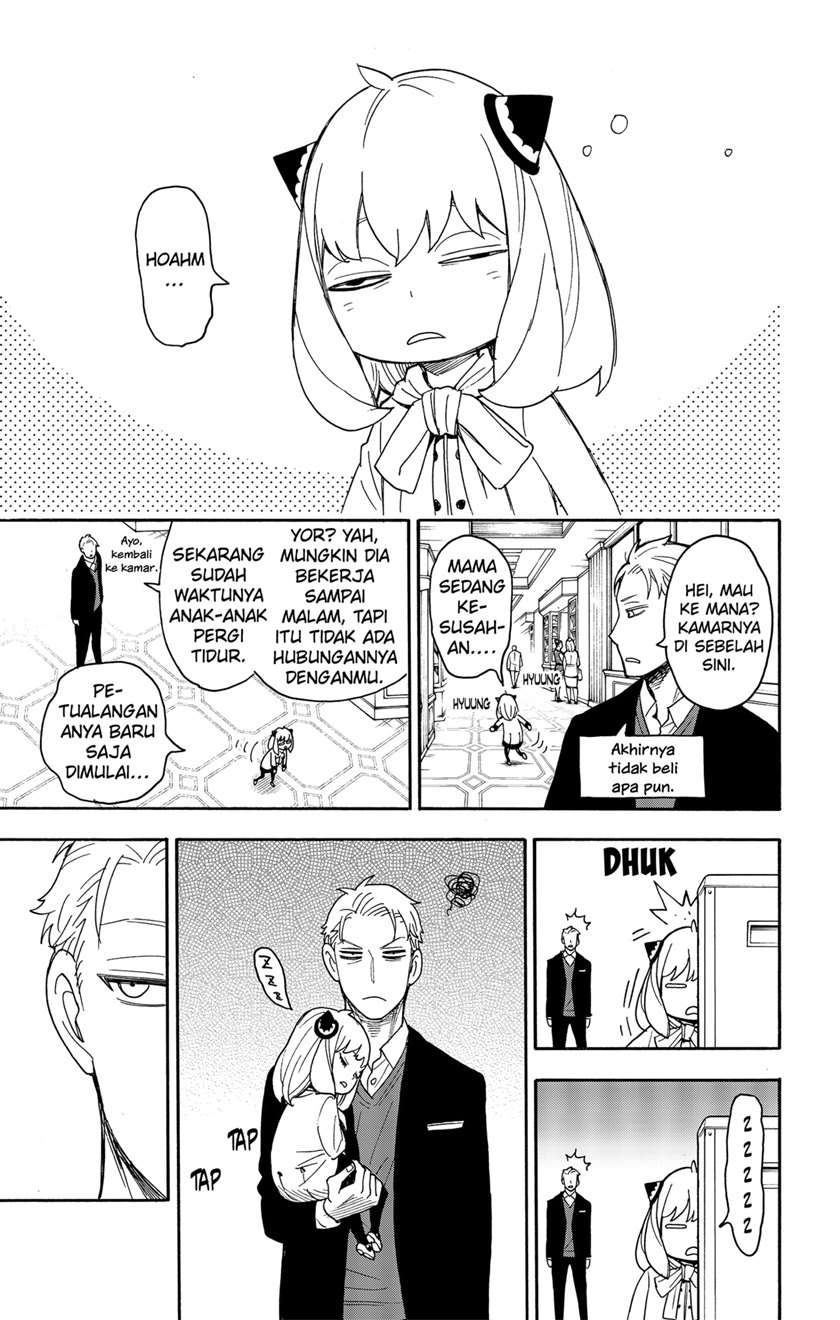 HOAHM
...
HEI, MAU
KE MANA?
KAMARNYA
DI SEBELAH
SINI.
Akhirnya
tidak beli
apa pun.
MAMA
SEDANG
KE-
SUSAH-
AN....
HYUUNG
HYUUNG
YOR? YAH,
MUNGKIN DIA
BEKERJA
SAMPAI
MALAM, TAPI
ITU TIDAK ADA
HUBUNGANNYA
DENGANMU.
SEKARANG
SUDAH
WAKTUNYA
ANAK-ANAK
PERGI
TIDUR.
Ayo,
kembali
ke kamar.
PE-
TUALANGAN
ANYA BARU
SAJA
DIMULAI...
DHUK
Z
Z
Z
Z
Z
Z
Z
Z
Z
TAP
TAP